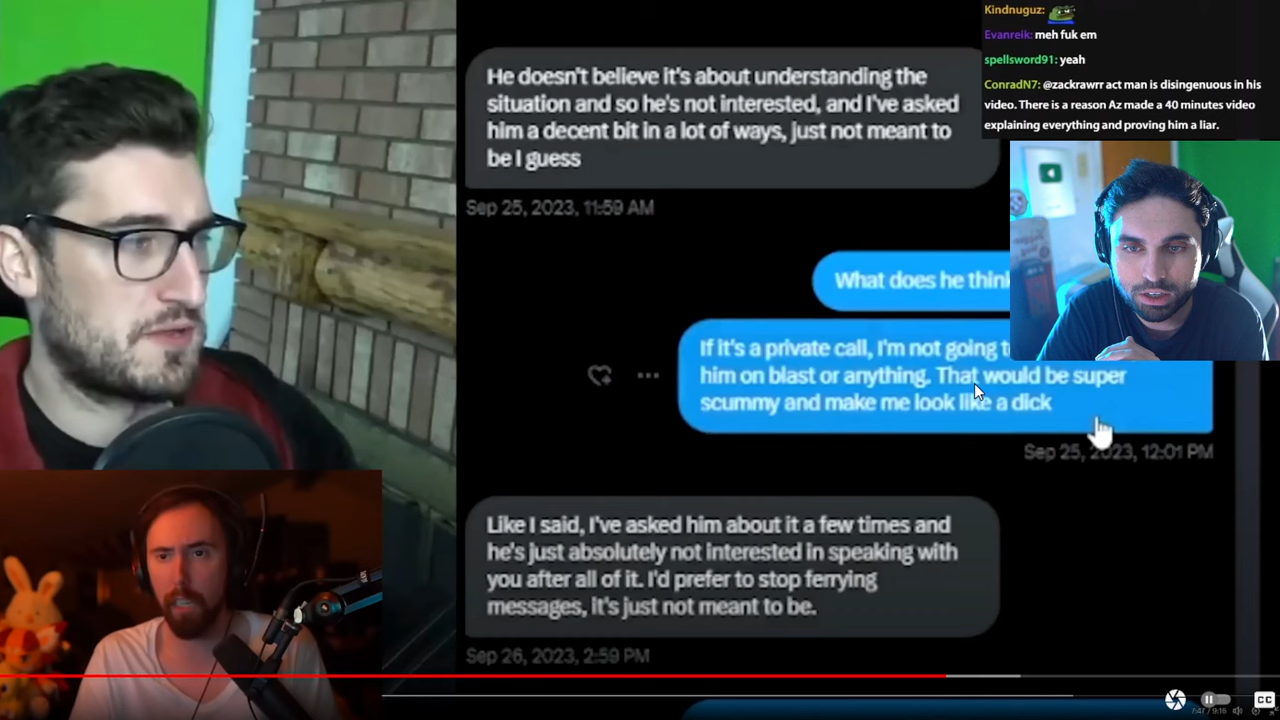 Kindnuguz:
Evanreik: meh fuk em
spellsword91: yeah
ConradN7: @zackrawrr act man is disingenuous in his
video. There is a reason Az made a 40 minutes video
explaining everything and proving him a liar.
He doesn't believe it's about understanding the
situation and so he's not interested, and I've asked
him a decent bit in a lot of ways, just not meant to
be I guess
Sep 25, 2023, 11:59 AM
What does he think
If it's a private call, I'm not going t
him on blast or anything. That would be super
scummy and make me look like a dick
Sep 25, 2023, 12:01 PM
Like I said, I've asked him about it a few times and
he's just absolutely not interested in speaking with
you after all of it. I'd prefer to stop ferrying
messages, it's just not meant to be.
Sep 26, 2023, 2:59 PM
7:47 / 9:16
CC